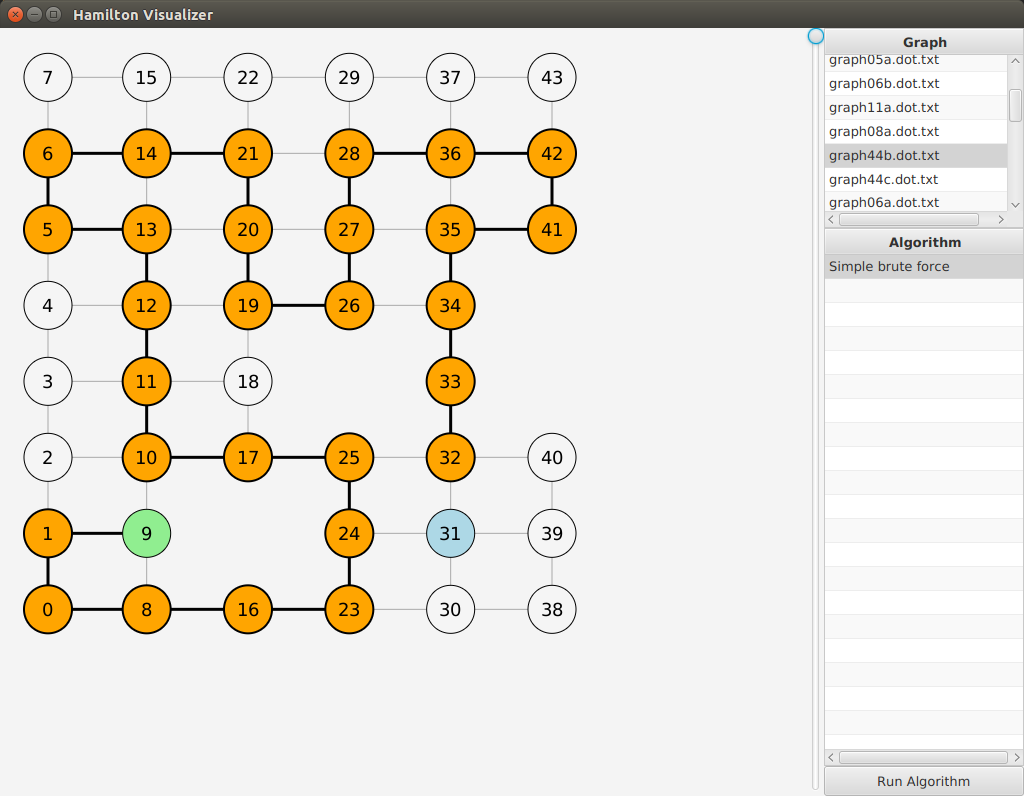 Hamilton Visualizer
7 15 22 29 37 43
6 14 21 28 36 42
5 13 20 27 35 41
4 12 19 26 34
3 11 18 33
2 10 17 25 32 40
1 9 24 31 39
0 8 16 23 30 38
Graph
graph05a.dot.txt
graph06b.dot.txt
graph11a.dot.txt
graph08a.dot.txt
graph44b.dot.txt
graph44c.dot.txt
graph06a.dot.txt
Algorithm
Simple brute force
Run Algorithm